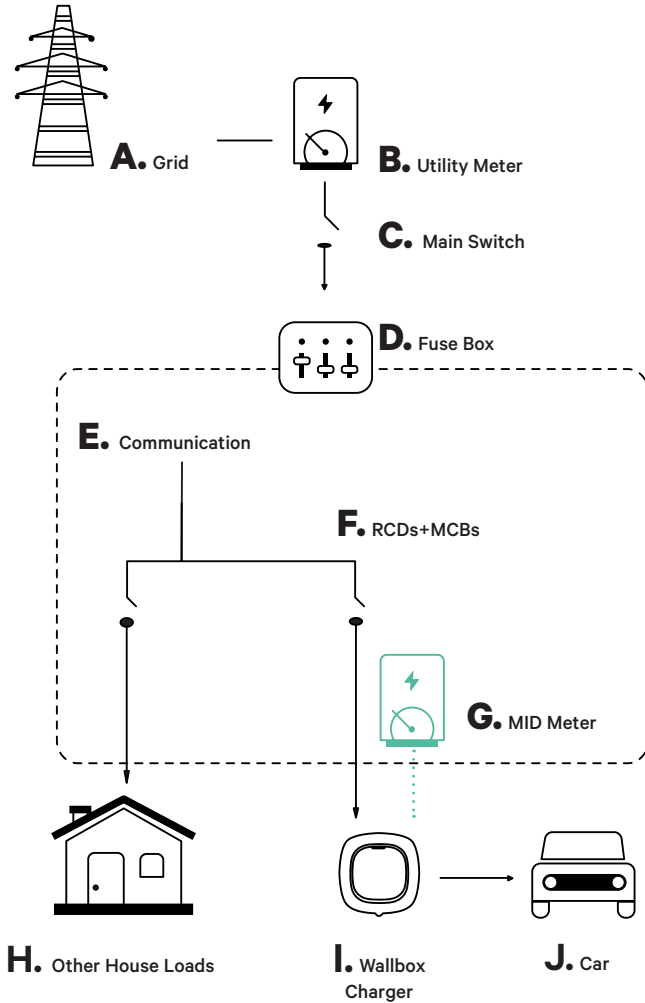 A. Grid
B. Utility Meter
C. Main Switch
D. Fuse Box
E. Communication
F. RCDs+MCBs
G. MID Meter
H. Other House Loads
I. Wallbox
Charger
J. Car